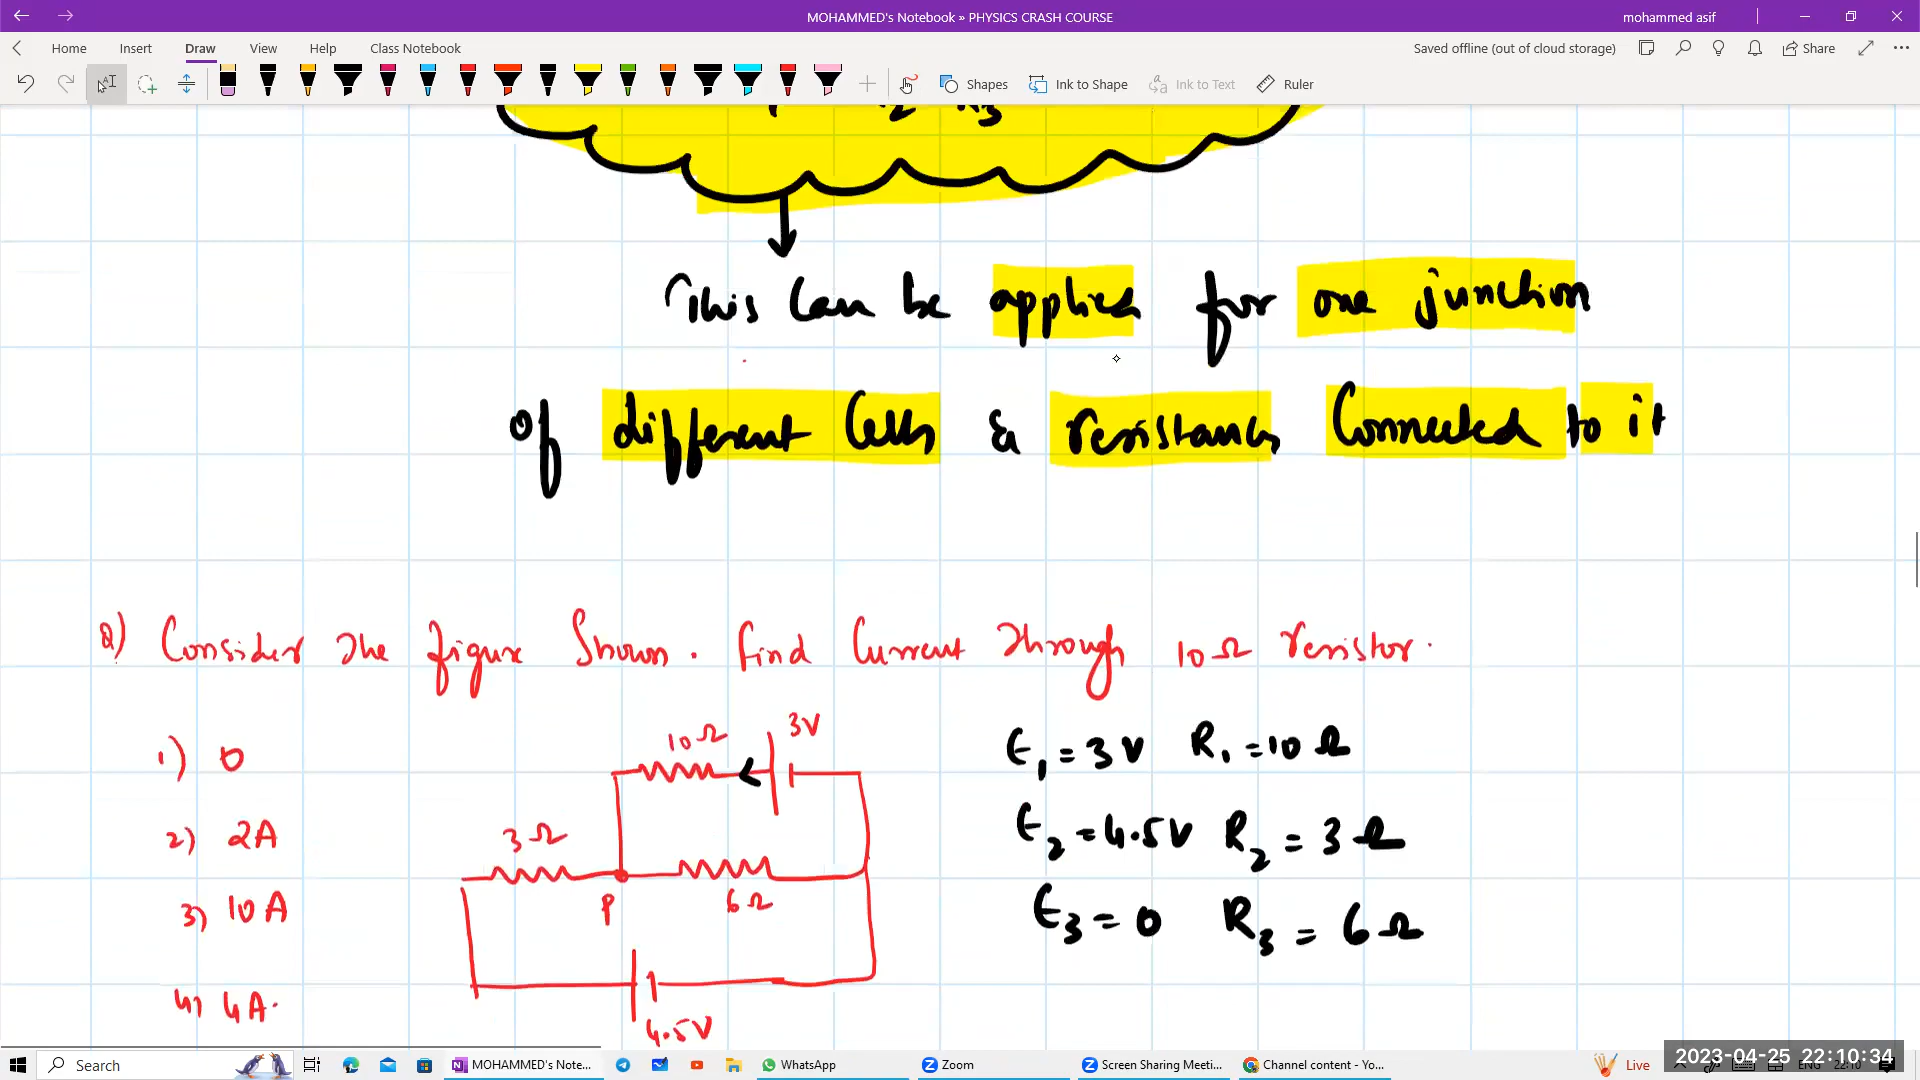 MOHAMMED's Notebook » PHYSICS CRASH COURSE
mohammed asif
Home Insert Draw View Help Class Notebook
Saved offline (out of cloud storage)
Share
Shapes
Ink to Shape
Ink to Text
Ruler
This can be applied for one junction
of different Cells & resistances Connected to it
Q) Consider the figure Shown. find Current through 10Ω resistor.
1) 0
2) 2A
3) 10A
4) 4A.
10Ω
3V
3Ω
P
6Ω
4.5V
E1 = 3V R1 = 10Ω
E2 = 4.5V R2 = 3Ω
E3 = 0 R3 = 6Ω
Search
MOHAMMED's Note...
WhatsApp
Zoom
Screen Sharing Meeti...
Channel content - Yo...
Live
2023-04-25 22:10:34